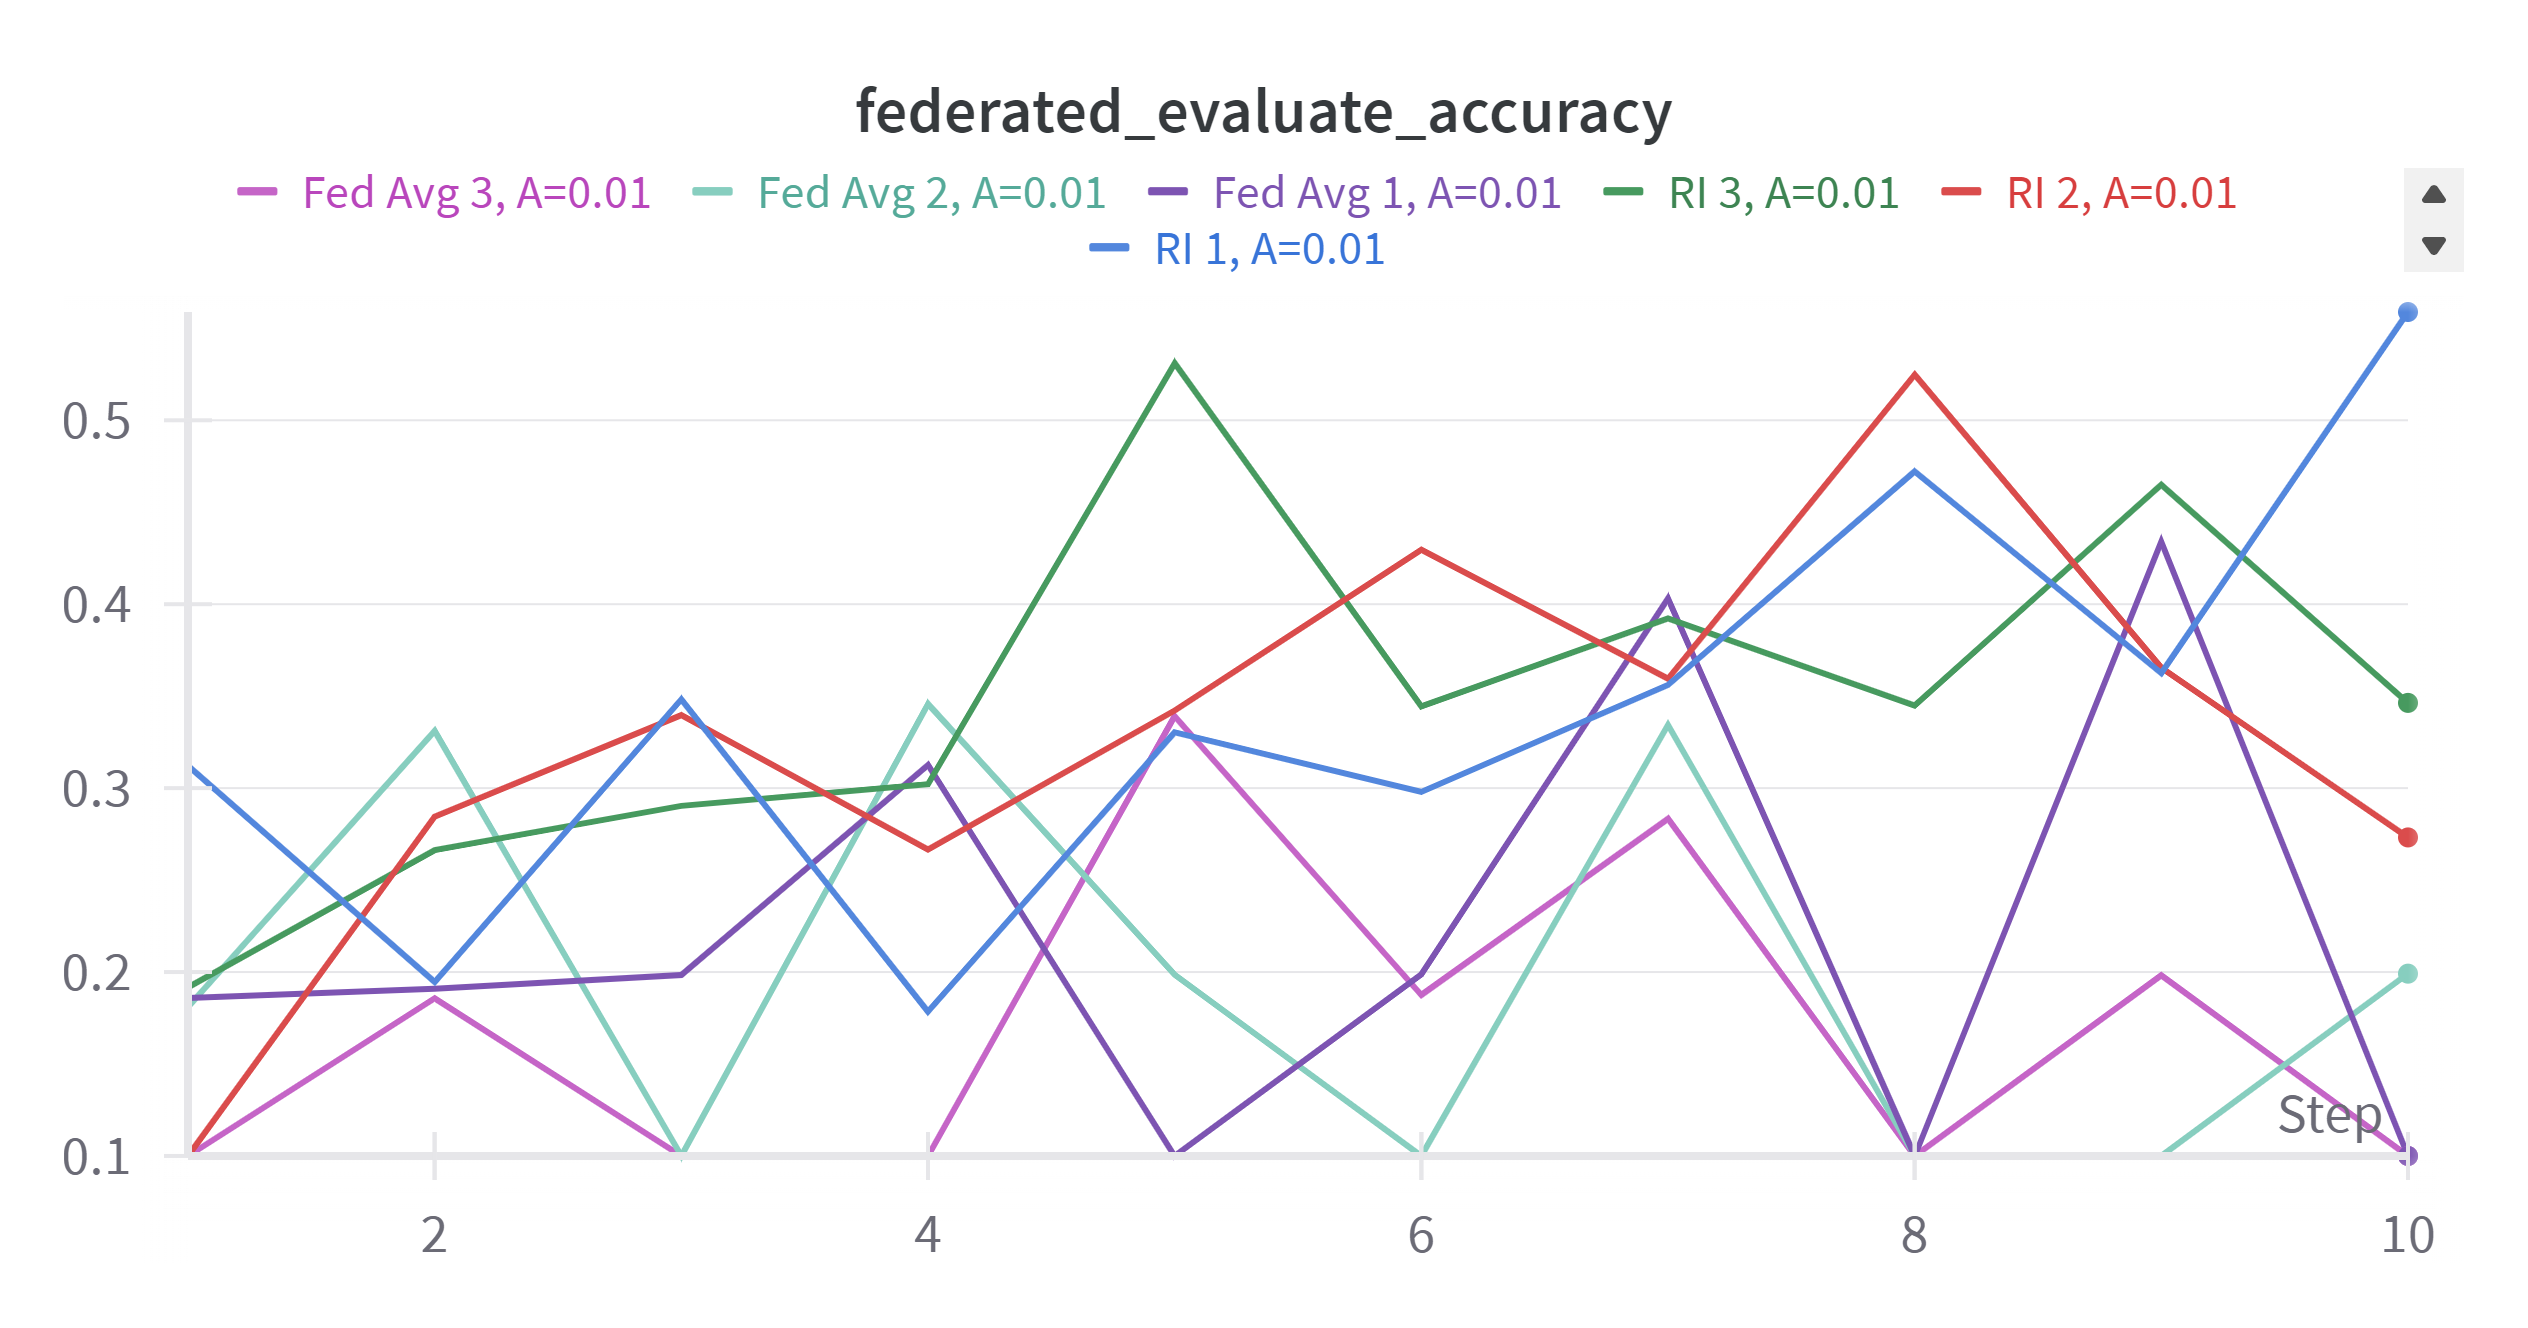 federated_evaluate_accuracy
Fed Avg 3, A=0.01 Fed Avg 2, A=0.01 Fed Avg 1, A=0.01 RI 3, A=0.01 RI 2, A=0.01
RI 1, A=0.01
0.5
0.4
0.3
0.2
0.1
Step
2 4 6 8 10